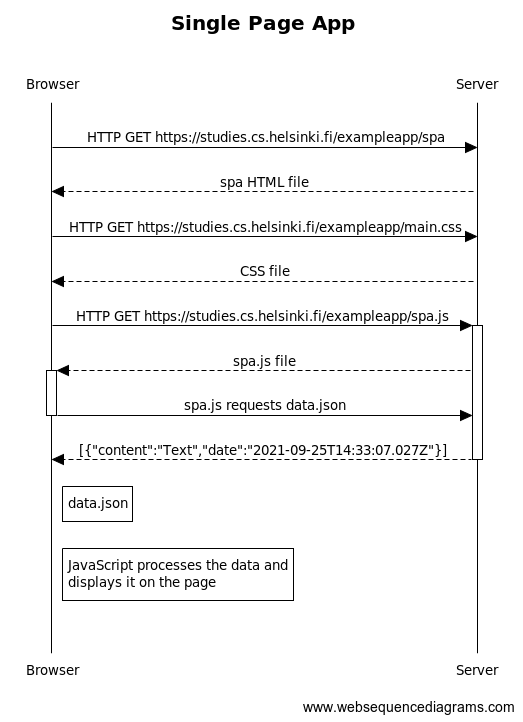 Single Page App
Browser
Server
HTTP GET https://studies.cs.helsinki.fi/exampleapp/spa
spa HTML file
HTTP GET https://studies.cs.helsinki.fi/exampleapp/main.css
CSS file
HTTP GET https://studies.cs.helsinki.fi/exampleapp/spa.js
spa.js file
spa.js requests data.json
[{"content":"Text","date":"2021-09-25T14:33:07.027Z"}]
data.json
JavaScript processes the data and
displays it on the page
Browser
Server
www.websequencediagrams.com